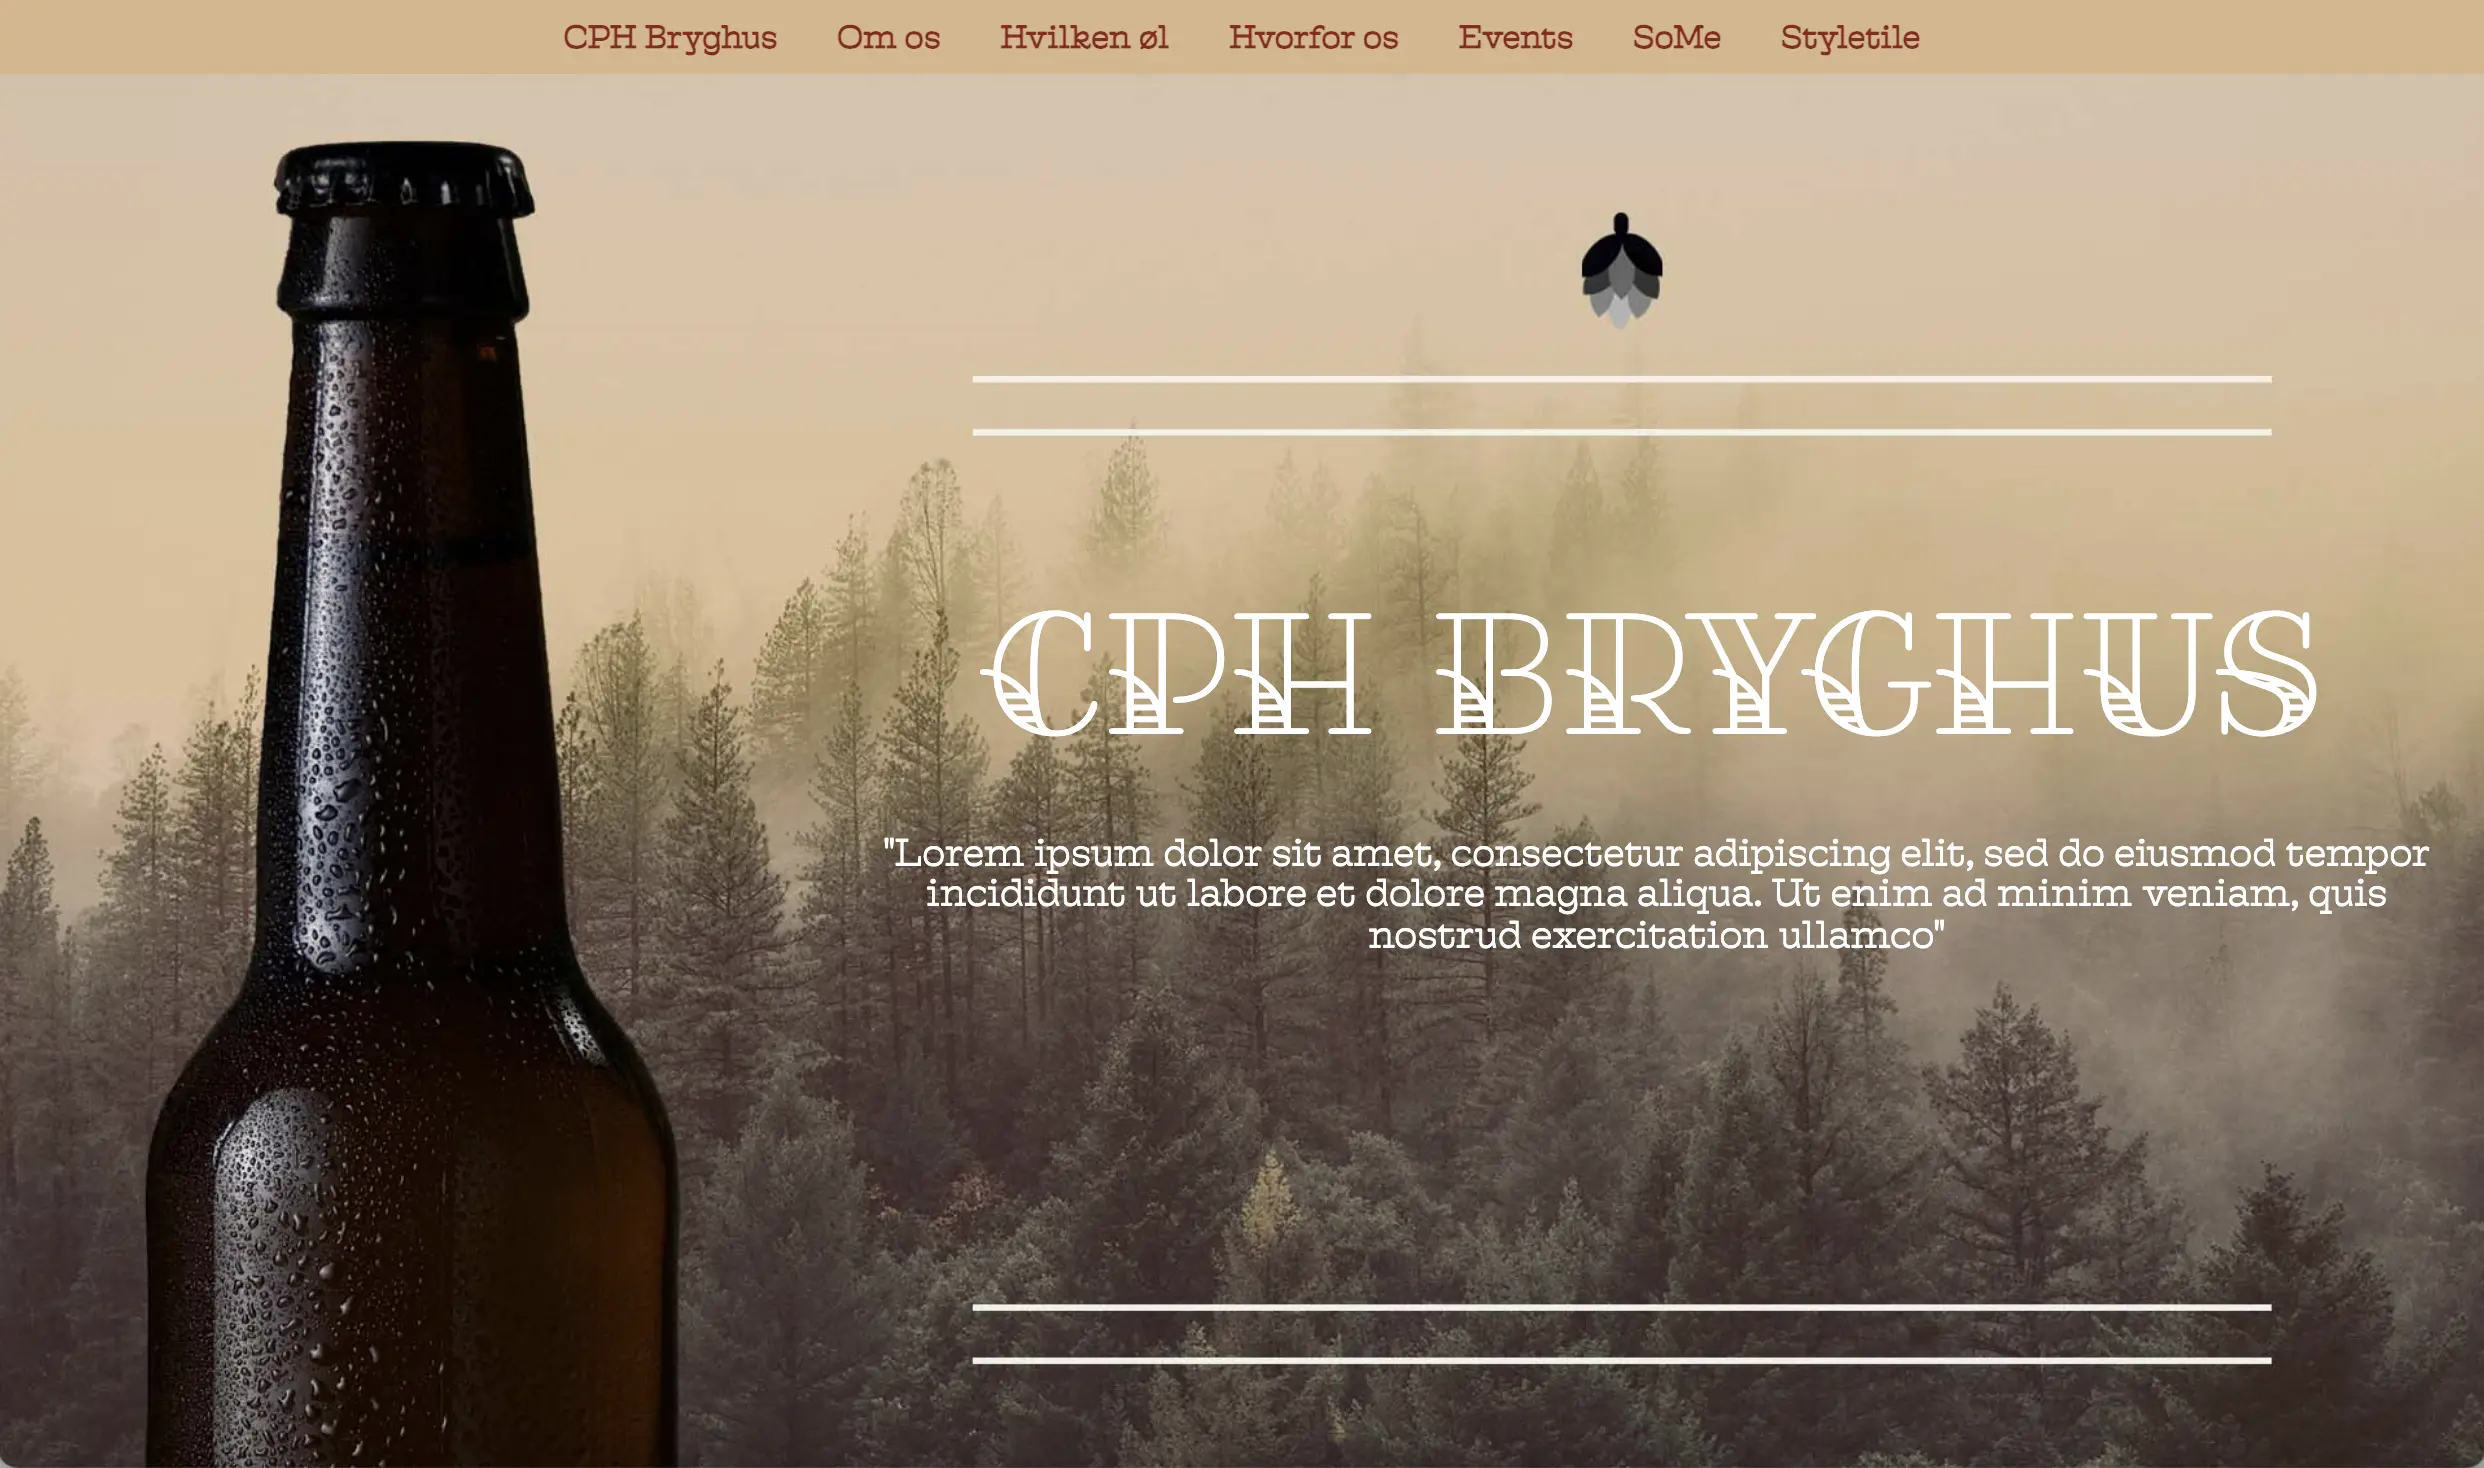 CPH Bryghus Om os Hvilken øl Hvorfor os Events SoMe Styletile
CPH BRYGHUS
"Lorem ipsum dolor sit amet, consectetur adipiscing elit, sed do eiusmod tempor
incididunt ut labore et dolore magna aliqua. Ut enim ad minim veniam, quis
nostrud exercitation ullamco"